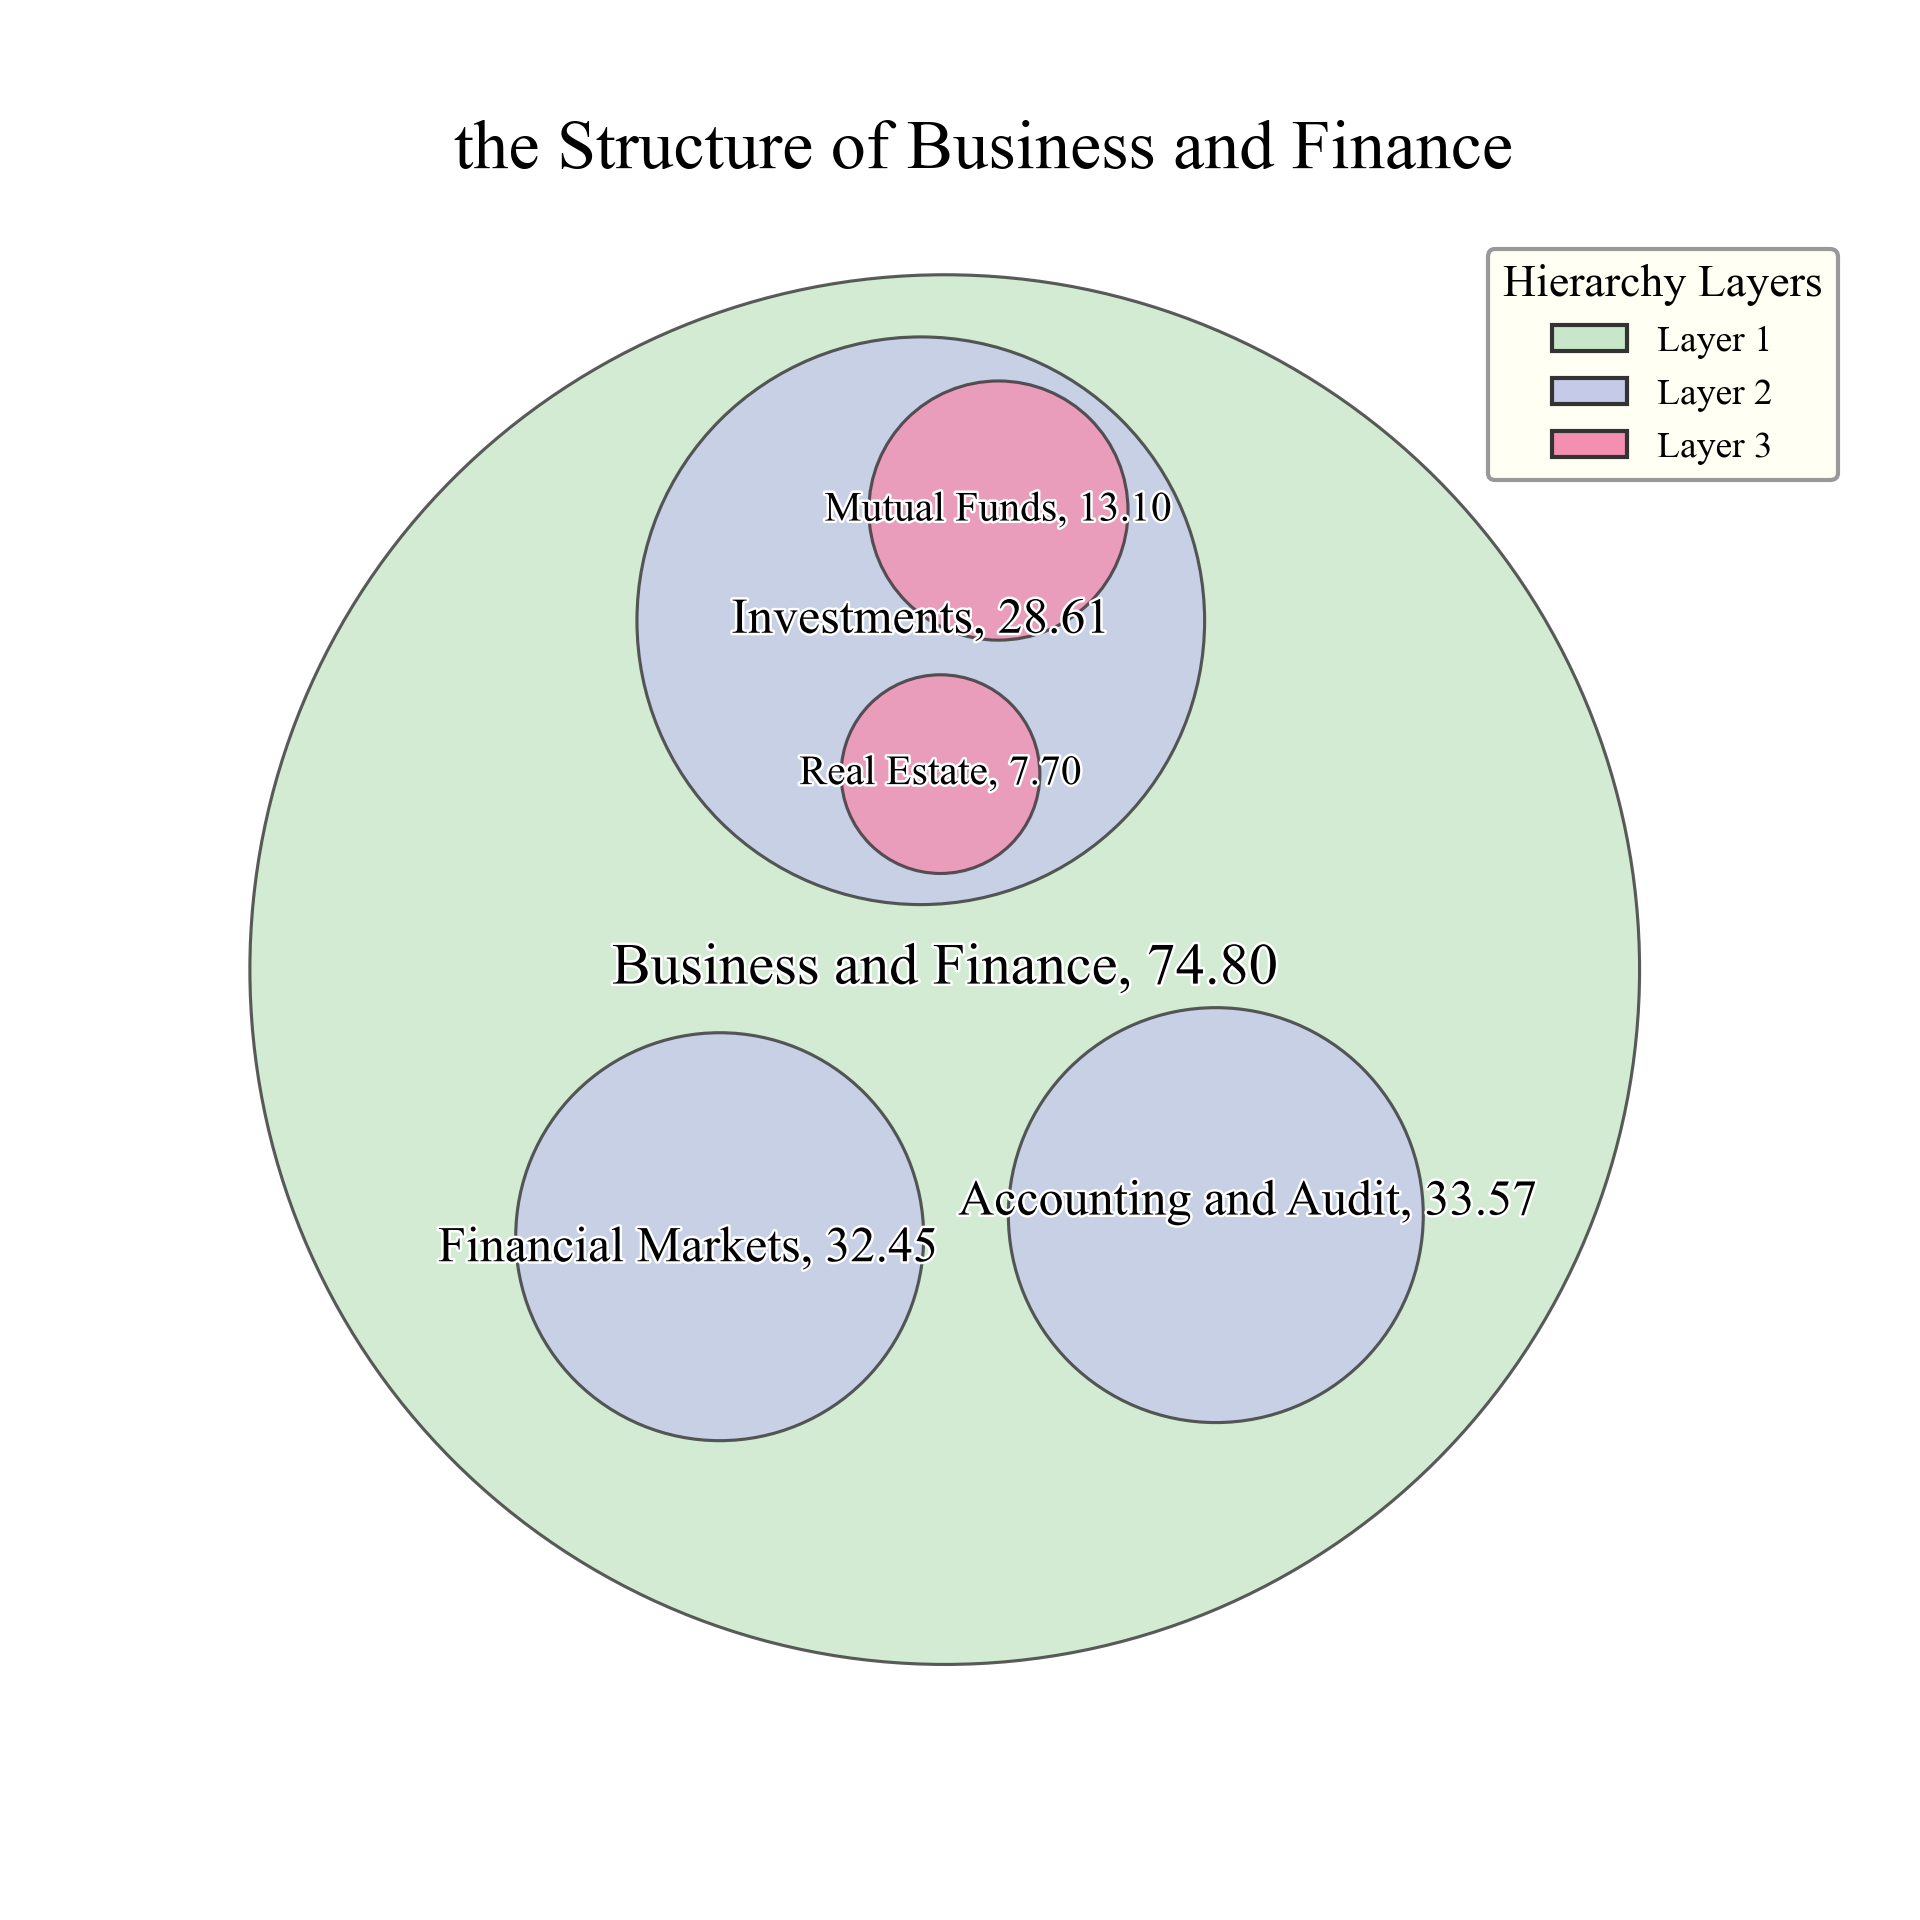 the Structure of Business and Finance
Hierarchy Layers
Layer 1
Layer 2
Layer 3
Mutual Funds, 13.10
Investments, 28.61
Real Estate, 7.70
Business and Finance, 74.80
Accounting and Audit, 33.57
Financial Markets, 32.45